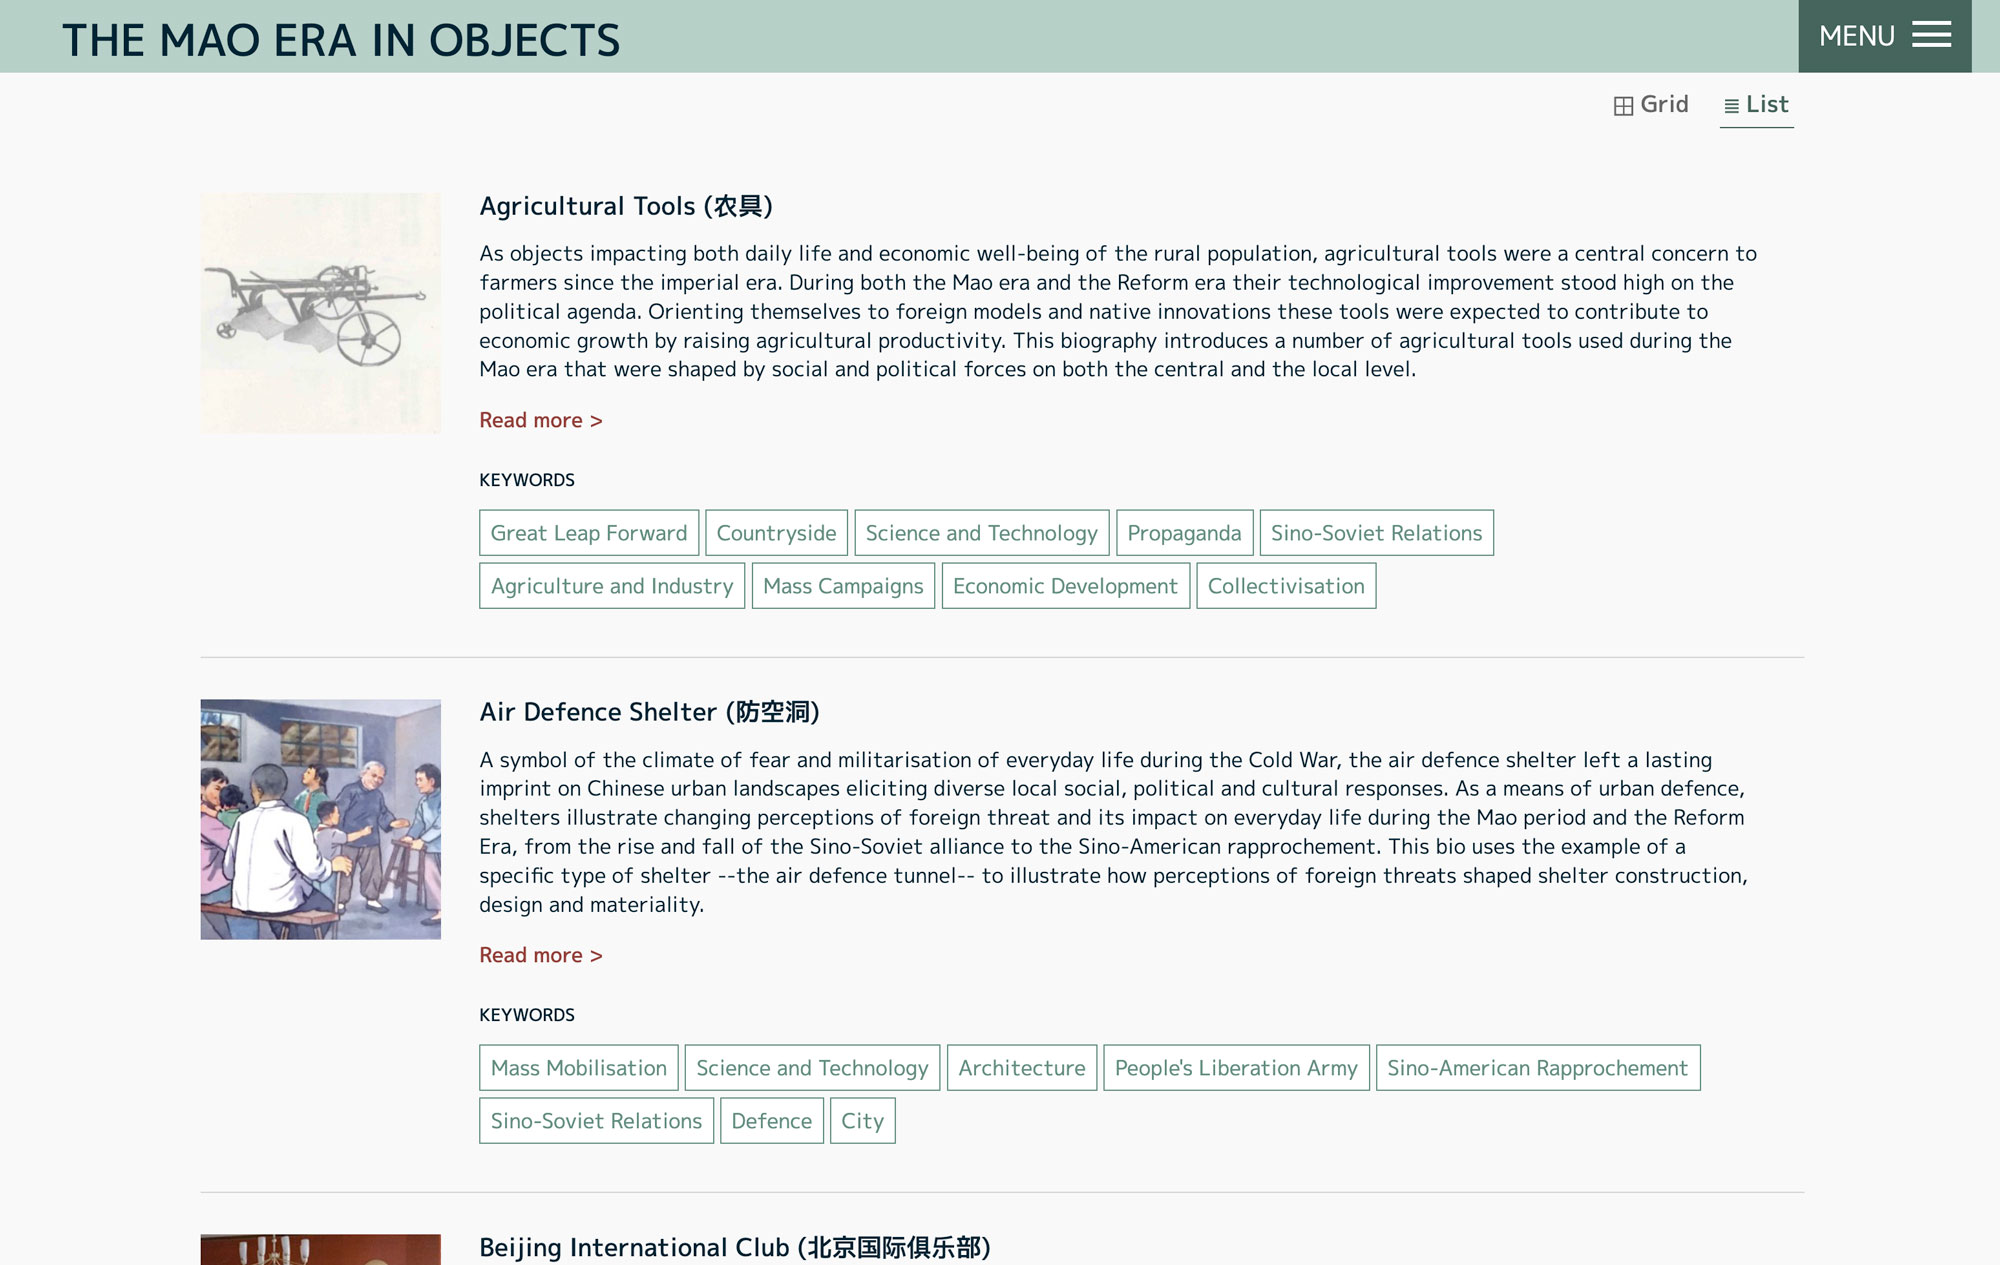 THE MAO ERA IN OBJECTS
MENU
Grid
List
Agricultural Tools (农具)
As objects impacting both daily life and economic well-being of the rural population, agricultural tools were a central concern to
farmers since the imperial era. During both the Mao era and the Reform era their technological improvement stood high on the
political agenda. Orienting themselves to foreign models and native innovations these tools were expected to contribute to
economic growth by raising agricultural productivity. This biography introduces a number of agricultural tools used during the
Mao era that were shaped by social and political forces on both the central and the local level.
Read more >
KEYWORDS
Great Leap Forward Countryside Science and Technology Propaganda Sino-Soviet Relations
Agriculture and Industry Mass Campaigns Economic Development Collectivisation
Air Defence Shelter (防空洞)
A symbol of the climate of fear and militarisation of everyday life during the Cold War, the air defence shelter left a lasting
imprint on Chinese urban landscapes eliciting diverse local social, political and cultural responses. As a means of urban defence,
shelters illustrate changing perceptions of foreign threat and its impact on everyday life during the Mao period and the Reform
Era, from the rise and fall of the Sino-Soviet alliance to the Sino-American rapprochement. This bio uses the example of a
specific type of shelter --the air defence tunnel-- to illustrate how perceptions of foreign threats shaped shelter construction,
design and materiality.
Read more >
KEYWORDS
Mass Mobilisation Science and Technology Architecture People's Liberation Army Sino-American Rapprochement
Sino-Soviet Relations Defence City
Beijing International Club (北京国际俱乐部)